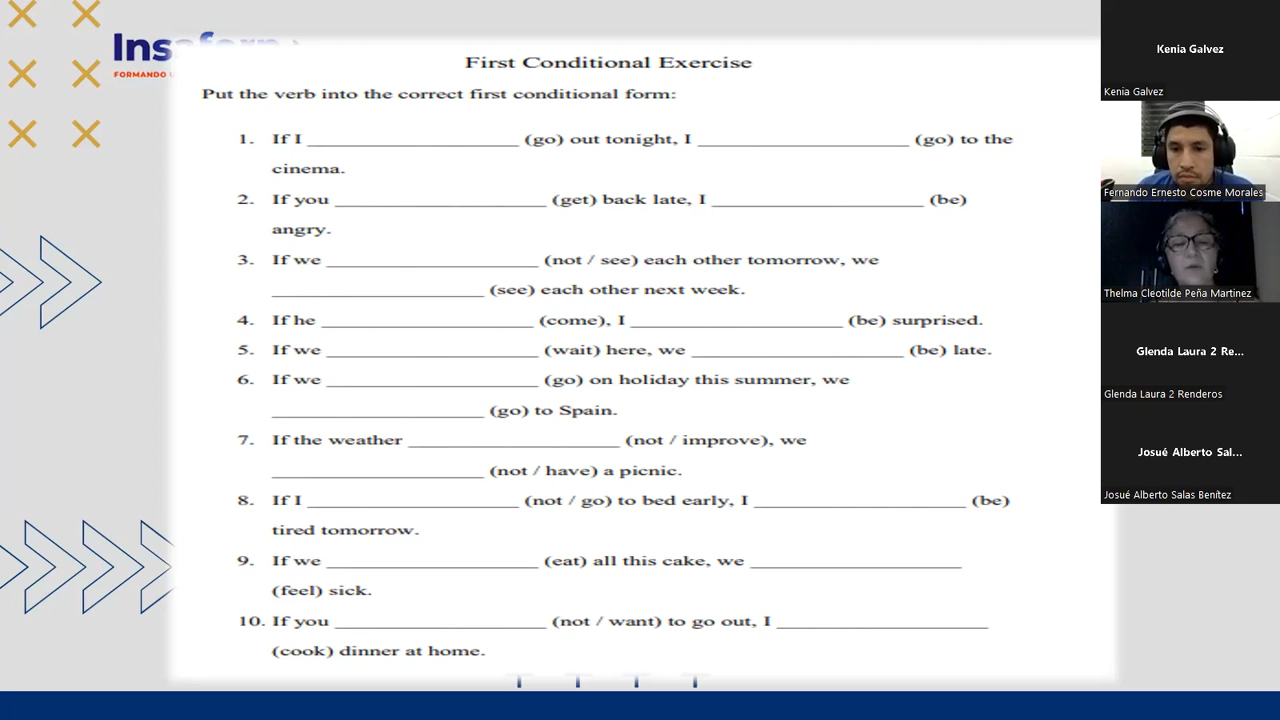 First Conditional Exercise
Put the verb into the correct first conditional form:
1. If I ____________________ (go) out tonight, I ____________________ (go) to the
cinema.
2. If you ____________________ (get) back late, I ____________________ (be)
angry.
3. If we ____________________ (not / see) each other tomorrow, we
____________________ (see) each other next week.
4. If he ____________________ (come), I ____________________ (be) surprised.
5. If we ____________________ (wait) here, we ____________________ (be) late.
6. If we ____________________ (go) on holiday this summer, we
____________________ (go) to Spain.
7. If the weather ____________________ (not / improve), we
____________________ (not / have) a picnic.
8. If I ____________________ (not / go) to bed early, I ____________________ (be)
tired tomorrow.
9. If we ____________________ (eat) all this cake, we ____________________
(feel) sick.
10. If you ____________________ (not / want) to go out, I ____________________
(cook) dinner at home.
FORMANDO
Kenia Galvez
Kenia Galvez
Fernando Ernesto Cosme Morales
Thelma Cleotilde Peña Martinez
Glenda Laura 2 Re...
Glenda Laura 2 Renderos
Josué Alberto Sal...
Josué Alberto Salas Benítez